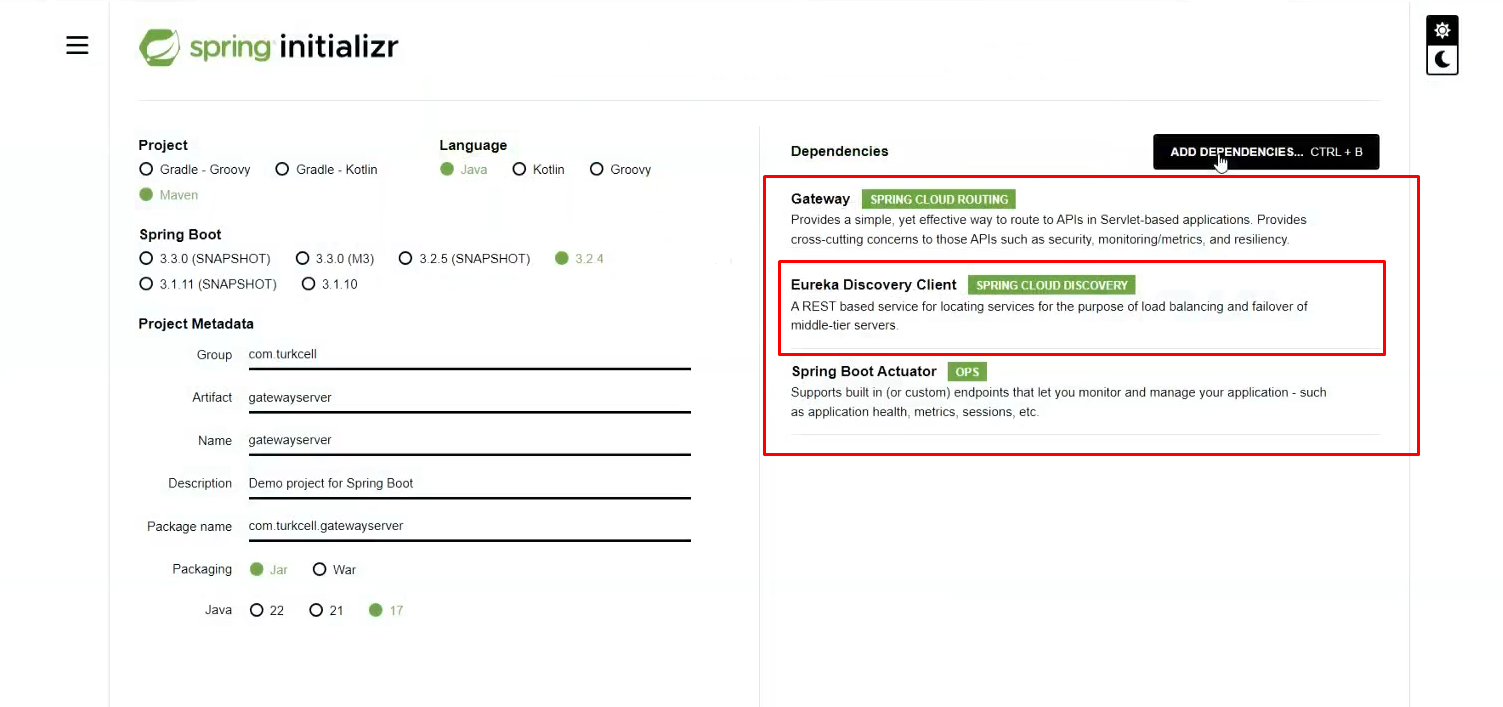 spring initializr
Project
Gradle - Groovy Gradle - Kotlin
Maven
Language
Java Kotlin Groovy
Spring Boot
3.3.0 (SNAPSHOT) 3.3.0 (M3) 3.2.5 (SNAPSHOT) 3.2.4
3.1.11 (SNAPSHOT) 3.1.10
Project Metadata
Group com.turkcell
Artifact gatewayserver
Name gatewayserver
Description Demo project for Spring Boot
Package name com.turkcell.gatewayserver
Packaging Jar War
Java 22 21 17
Dependencies
ADD DEPENDENCIES... CTRL + B
Gateway SPRING CLOUD ROUTING
Provides a simple, yet effective way to route to APIs in Servlet-based applications. Provides
cross-cutting concerns to those APIs such as security, monitoring/metrics, and resiliency.
Eureka Discovery Client SPRING CLOUD DISCOVERY
A REST based service for locating services for the purpose of load balancing and failover of
middle-tier servers.
Spring Boot Actuator OPS
Supports built in (or custom) endpoints that let you monitor and manage your application - such
as application health, metrics, sessions, etc.